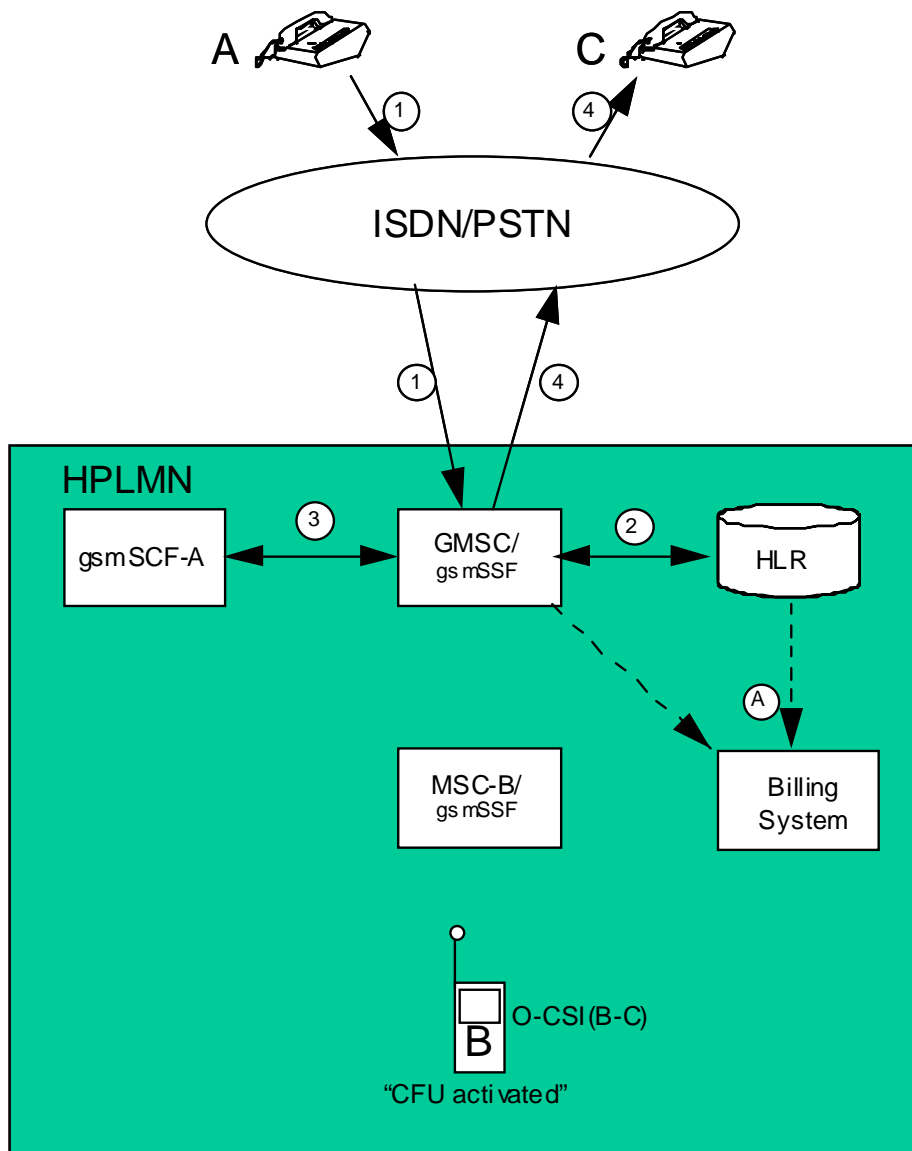 A
C
1
4
ISDN/PSTN
1
4
HPLMN
gsmSCF-A
3
GMSC/
gsmSSF
2
HLR
A
MSC-B/
gsmSSF
Billing
System
O-CSI(B-C)
B
“CFU activated”